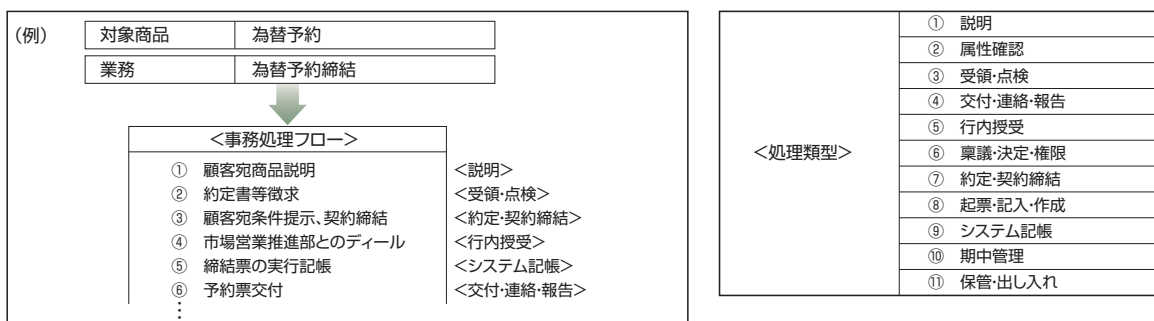 (例) 対象商品 為替予約
業務 為替予約締結
<事務処理フロー>
① 顧客宛商品説明 <説明>
② 約定書等徴求 <受領・点検>
③ 顧客宛条件提示、契約締結 <約定・契約締結>
④ 市場営業推進部とのディール <行内授受>
⑤ 締結票の実行記帳 <システム記帳>
⑥ 予約票交付 <交付・連絡・報告>
⋮
<処理類型>
① 説明
② 属性確認
③ 受領・点検
④ 交付・連絡・報告
⑤ 行内授受
⑥ 稟議・決定・権限
⑦ 約定・契約締結
⑧ 起票・記入・作成
⑨ システム記帳
⑩ 期中管理
⑪ 保管・出し入れ